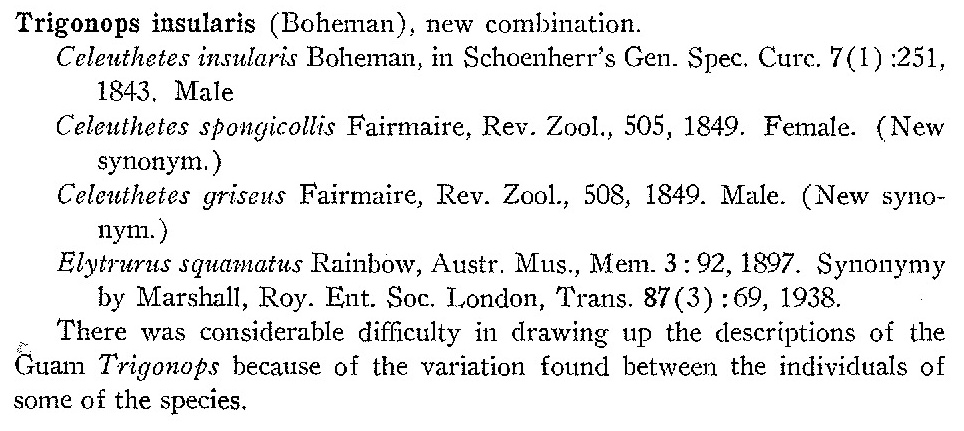 Trigonops insularis (Boheman), new combination.
Celeuthetes insularis Boheman, in Schoenherr's Gen. Spec. Curc. 7(1) :251,
1843. Male
Celeuthetes spongicollis Fairmaire, Rev. Zool., 505, 1849. Female. (New
synonym.)
Celeuthetes griseus Fairmaire, Rev. Zool., 508, 1849. Male. (New syno-
nym.)
Elytrurus squamatus Rainbow, Austr. Mus., Mem. 3 : 92, 1897. Synonymy
by Marshall, Roy. Ent. Soc. London, Trans. 87(3) :69, 1938.
There was considerable difficulty in drawing up the descriptions of the
Guam Trigonops because of the variation found between the individuals of
some of the species.